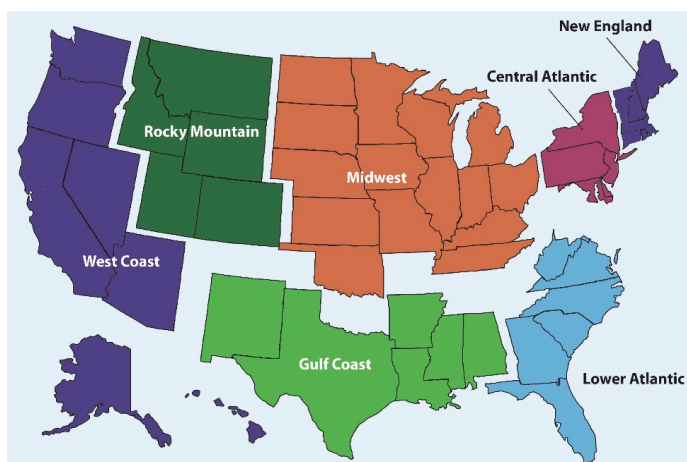 New England
Central Atlantic
Rocky Mountain
Midwest
West Coast
Gulf Coast
Lower Atlantic